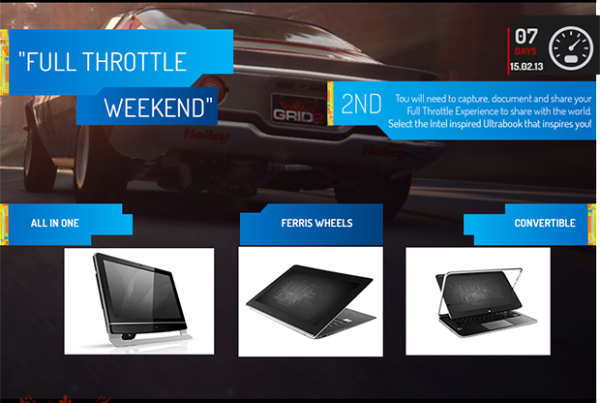 "FULL THROTTLE
WEEKEND"
07
DAYS
15.02.13
2ND
Tou will need to capture, document and share your
Full Throttle Experience to share with the world.
Select the Intel inspired Ultrabook that inspires you!
Holley
GRID2
ALL IN ONE
FERRIS WHEELS
CONVERTIBLE